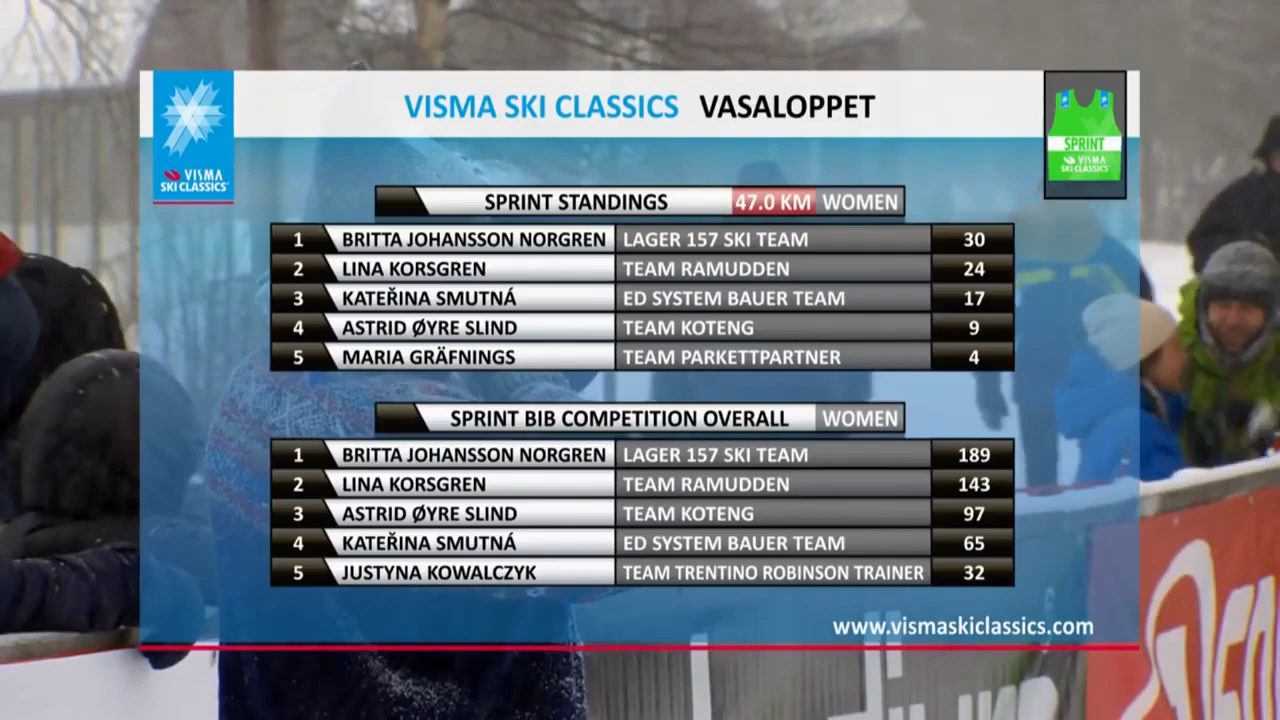 VISMA SKI CLASSICS VASALOPPET
VISMA
SKI CLASSICS
SPRINT
VISMA
SKI CLASSICS
SPRINT STANDINGS 47.0 KM WOMEN
1 BRITTA JOHANSSON NORGREN LAGER 157 SKI TEAM 30
2 LINA KORSGREN TEAM RAMUDDEN 24
3 KATEŘINA SMUTNÁ ED SYSTEM BAUER TEAM 17
4 ASTRID ØYRE SLIND TEAM KOTENG 9
5 MARIA GRÄFNINGS TEAM PARKETTPARTNER 4
SPRINT BIB COMPETITION OVERALL WOMEN
1 BRITTA JOHANSSON NORGREN LAGER 157 SKI TEAM 189
2 LINA KORSGREN TEAM RAMUDDEN 143
3 ASTRID ØYRE SLIND TEAM KOTENG 97
4 KATEŘINA SMUTNÁ ED SYSTEM BAUER TEAM 65
5 JUSTYNA KOWALCZYK TEAM TRENTINO ROBINSON TRAINER 32
www.vismaskiclassics.com